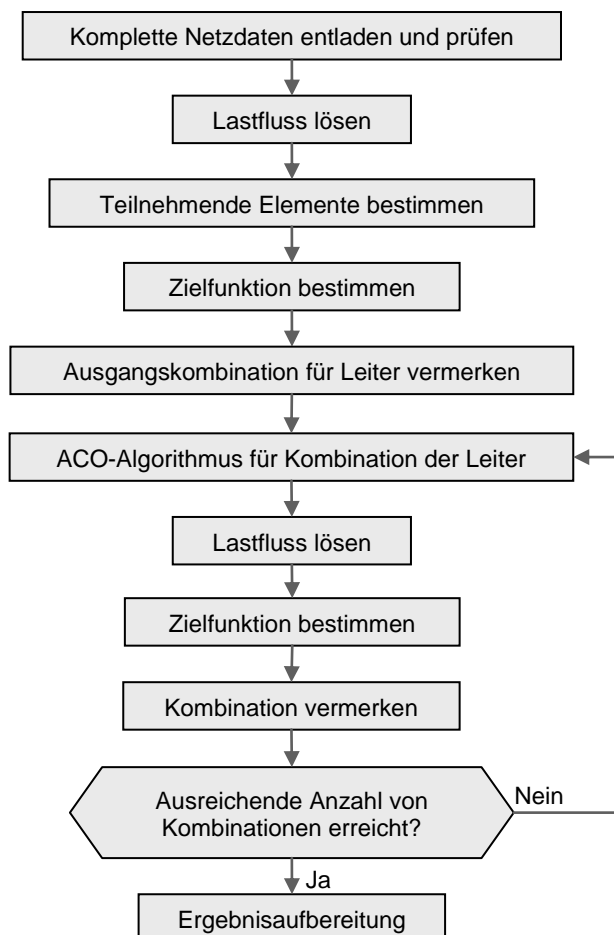 Komplette Netzdaten entladen und prüfen
Lastfluss lösen
Teilnehmende Elemente bestimmen
Zielfunktion bestimmen
Ausgangskombination für Leiter vermerken
ACO-Algorithmus für Kombination der Leiter
Lastfluss lösen
Zielfunktion bestimmen
Kombination vermerken
Ausreichende Anzahl von
Kombinationen erreicht?
Nein
Ja
Ergebnisaufbereitung